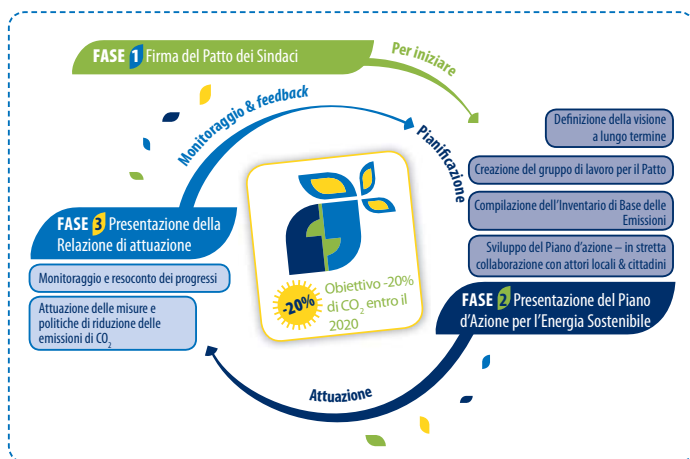 FASE 1 Firma del Patto dei Sindaci
Per iniziare
Monitoraggio & feedback
Pianificazione
Definizione della visione
a lungo termine
Creazione del gruppo di lavoro per il Patto
Compilazione dell'Inventario di Base delle
Emissioni
Sviluppo del Piano d'azione – in stretta
collaborazione con attori locali & cittadini
FASE 2 Presentazione del Piano
d'Azione per l'Energia Sostenibile
FASE 3 Presentazione della
Relazione di attuazione
Monitoraggio e resoconto dei progressi
Attuazione delle misure e
politiche di riduzione delle
emissioni di CO₂
-20%
Obiettivo -20%
di CO₂ entro il
2020
Attuazione